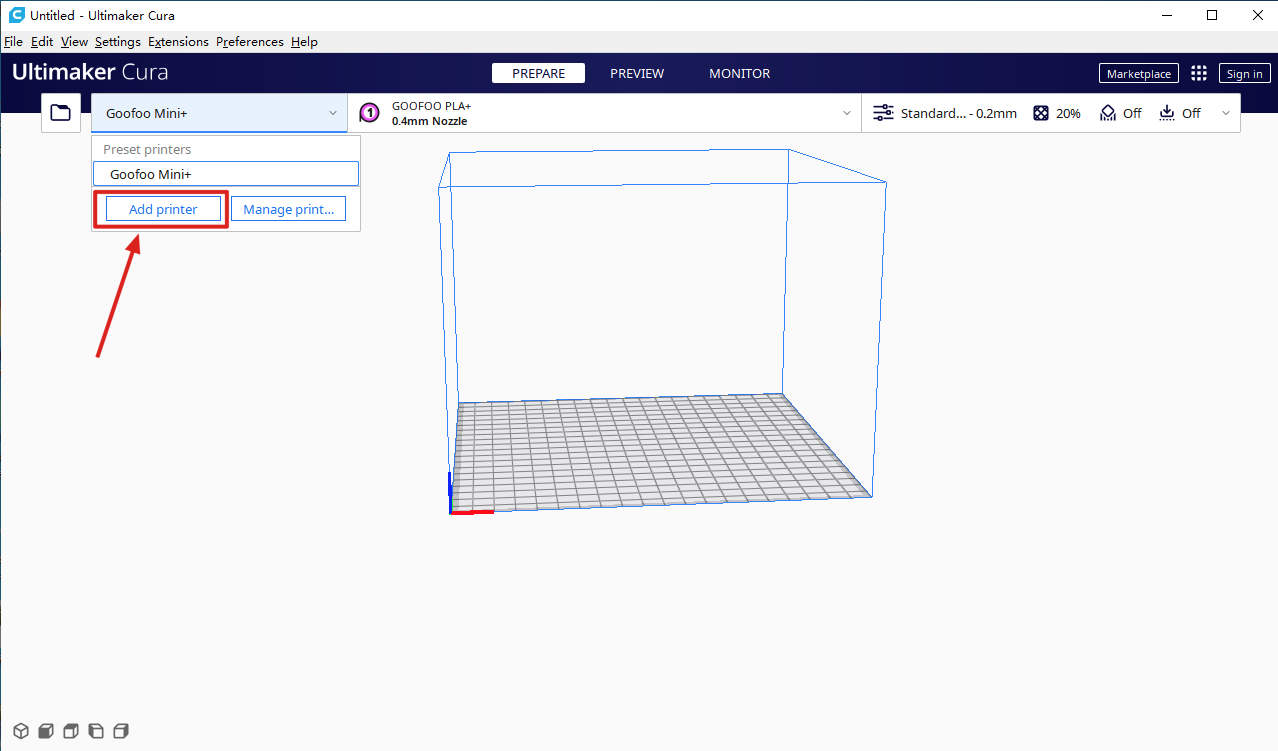 Untitled - Ultimaker Cura
File Edit View Settings Extensions Preferences Help
Ultimaker Cura
PREPARE
PREVIEW
MONITOR
Marketplace
Sign in
Goofoo Mini+
1
GOOFOO PLA+
0.4mm Nozzle
Standard... - 0.2mm
20%
Off
Off
Preset printers
Goofoo Mini+
Add printer
Manage print...